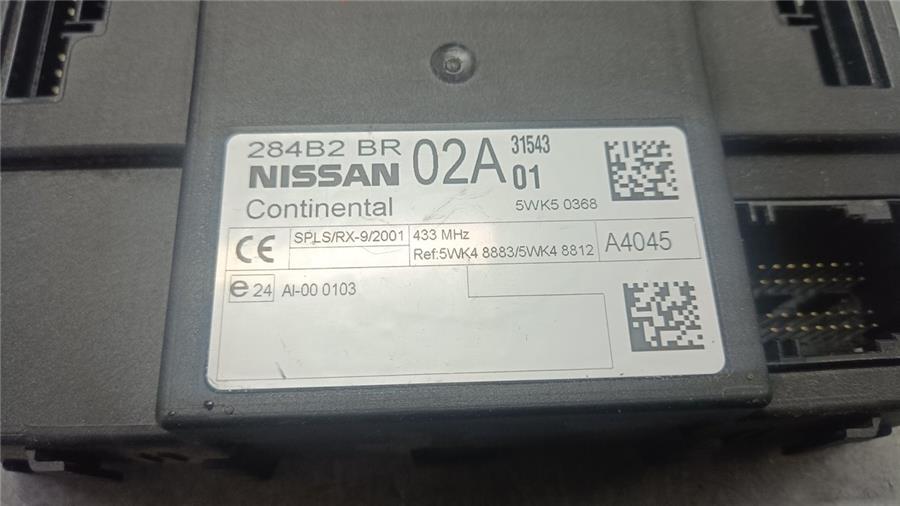 284B2 BR 02A 31543
NISSAN 01
Continental 5WK5 0368
CE SPLS/RX-9/2001 433 MHz A4045
Ref:5WK4 8883/5WK4 8812
e 24 AI-00 0103